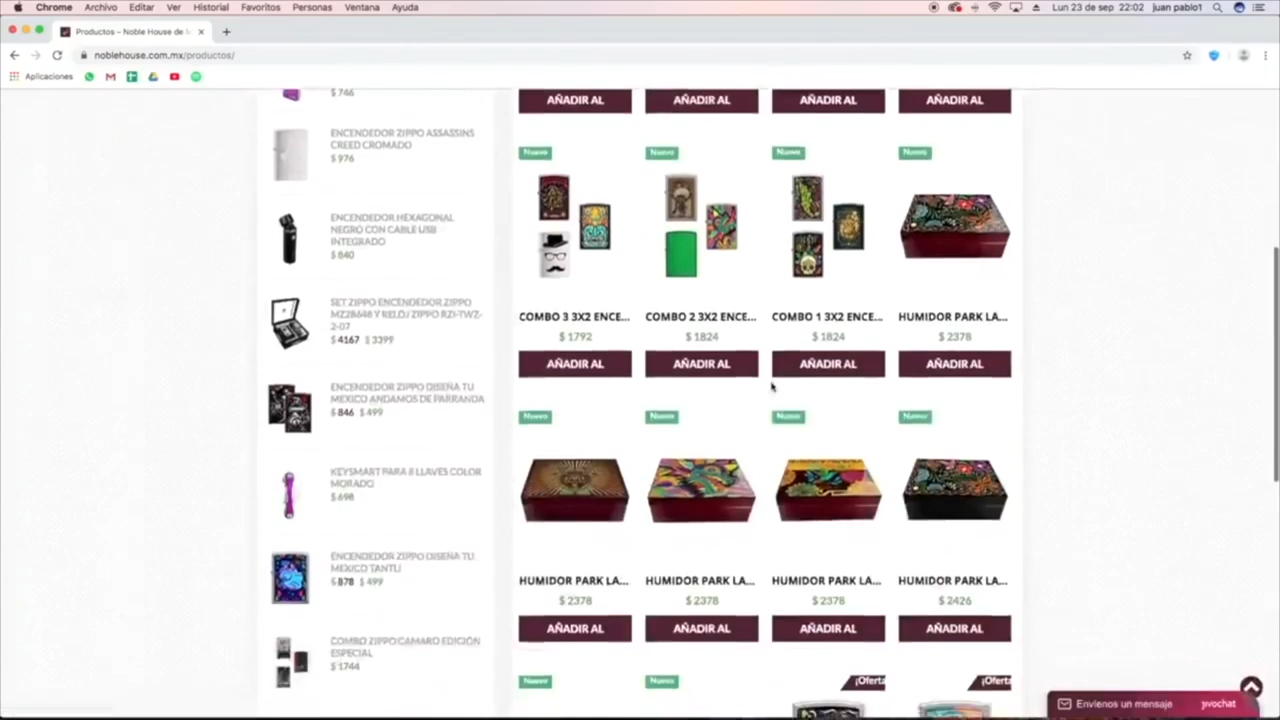 Chrome Archivo Editar Ver Historial Favoritos Personas Ventana Ayuda Lun 23 de sep 22:02 juan pablo1
Productos – Noble House de
noblehouse.com.mx/productos/
Aplicaciones
$ 746
ENCENDEDOR ZIPPO ASSASSINS
CREED CROMADO
$ 976
ENCENDEDOR HEXAGONAL
NEGRO CON CABLE USB
INTEGRADO
$ 840
SET ZIPPO ENCENDEDOR ZIPPO
MZ28648 Y RELOJ ZIPPO RZI-TWZ-
2-07
$ 4167 $ 3399
ENCENDEDOR ZIPPO DISEÑA TU
MEXICO ANDAMOS DE PARRANDA
$ 846 $ 499
KEYSMART PARA 8 LLAVES COLOR
MORADO
$ 698
ENCENDEDOR ZIPPO DISEÑA TU
MEXICO TANTLI
$ 878 $ 499
COMBO ZIPPO CAMARO EDICIÓN
ESPECIAL
$ 1744
AÑADIR AL AÑADIR AL AÑADIR AL AÑADIR AL
Nuevo Nuevo Nuevo Nuevo
COMBO 3 3X2 ENCE... COMBO 2 3X2 ENCE... COMBO 1 3X2 ENCE... HUMIDOR PARK LA...
$ 1792 $ 1824 $ 1824 $ 2378
AÑADIR AL AÑADIR AL AÑADIR AL AÑADIR AL
Nuevo Nuevo Nuevo Nuevo
HUMIDOR PARK LA... HUMIDOR PARK LA... HUMIDOR PARK LA... HUMIDOR PARK LA...
$ 2378 $ 2378 $ 2378 $ 2426
AÑADIR AL AÑADIR AL AÑADIR AL AÑADIR AL
Nuevo Nuevo ¡Oferta ¡Oferta
Envíenos un mensaje jivochat